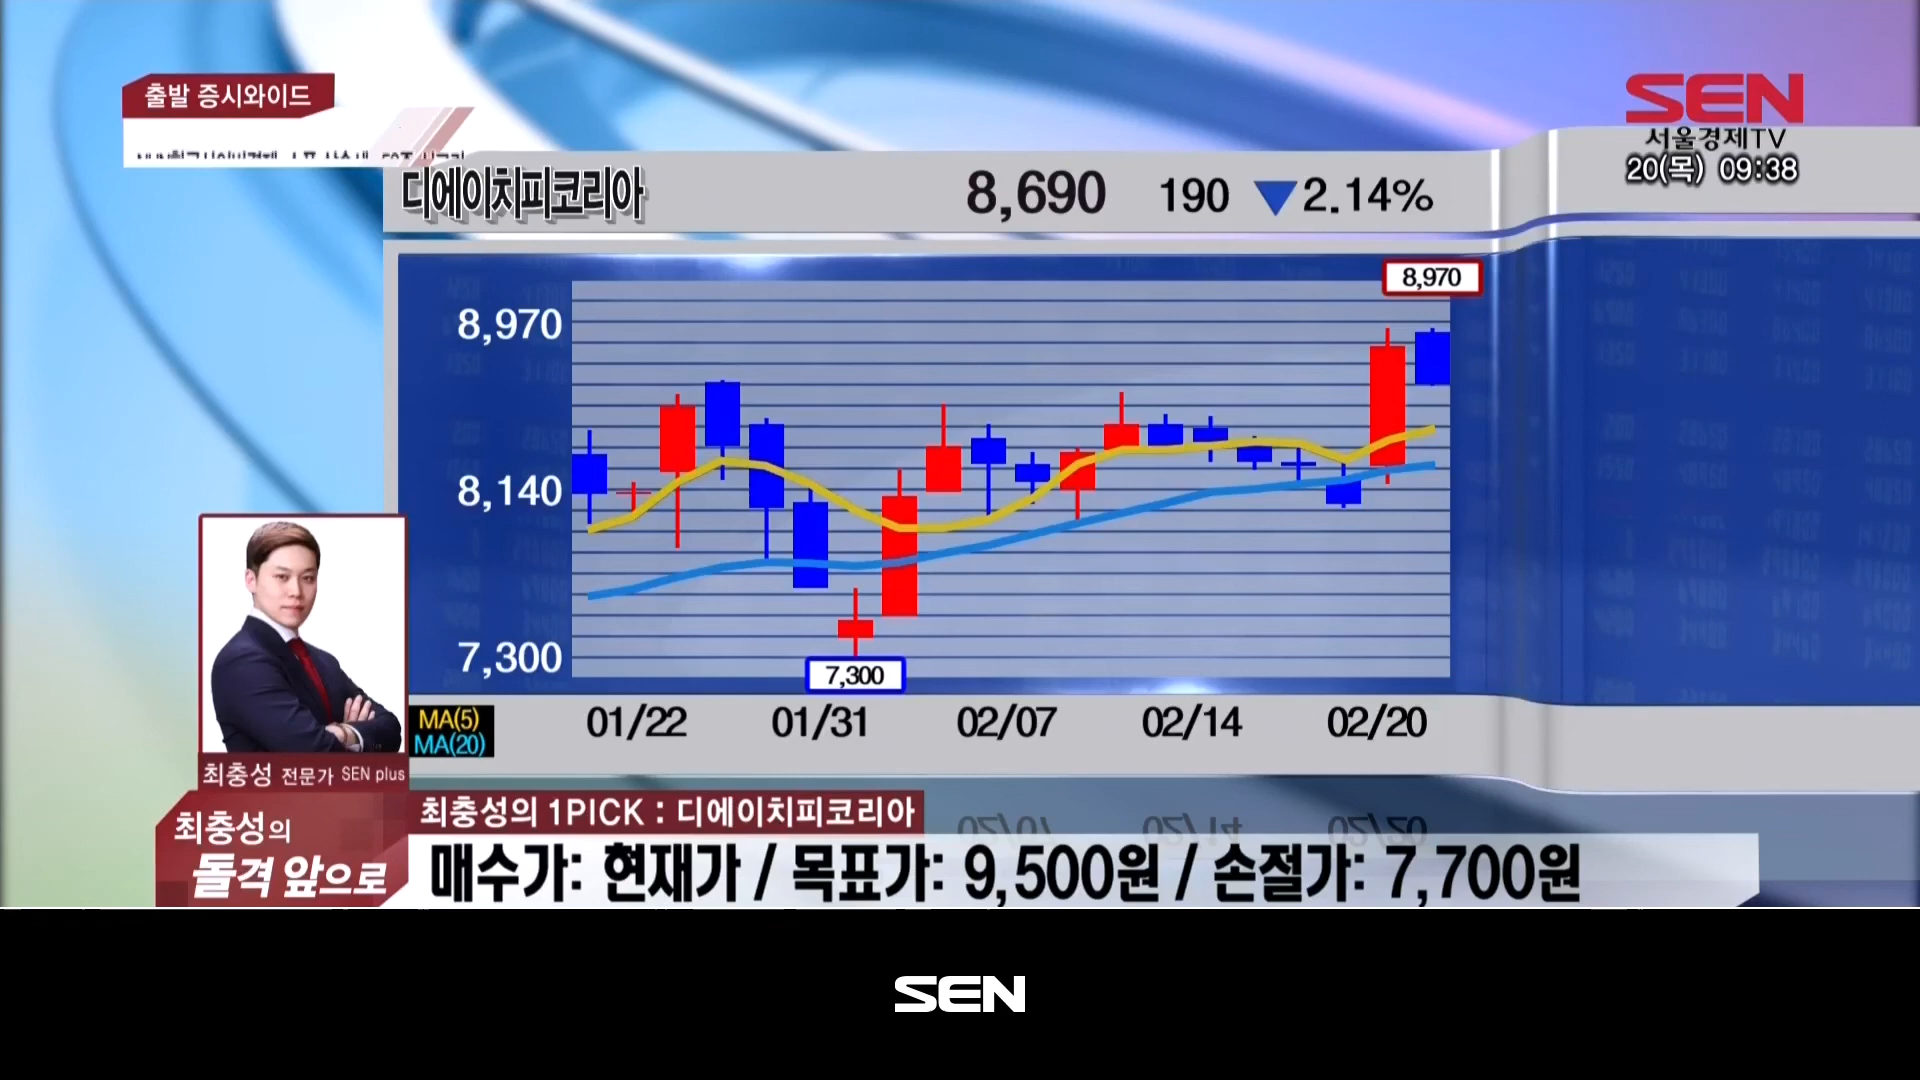 출발 증시와이드
SEN
서울경제TV
20(목) 09:38
디에이치피코리아 8,690 190 ▼2.14%
8,970
8,970
8,140
7,300
7,300
MA(5)
MA(20)
01/22 01/31 02/07 02/14 02/20
최충성 전문가 SEN plus
최충성의
돌격 앞으로
최충성의 1PICK : 디에이치피코리아
매수가: 현재가 / 목표가: 9,500원 / 손절가: 7,700원
SEN